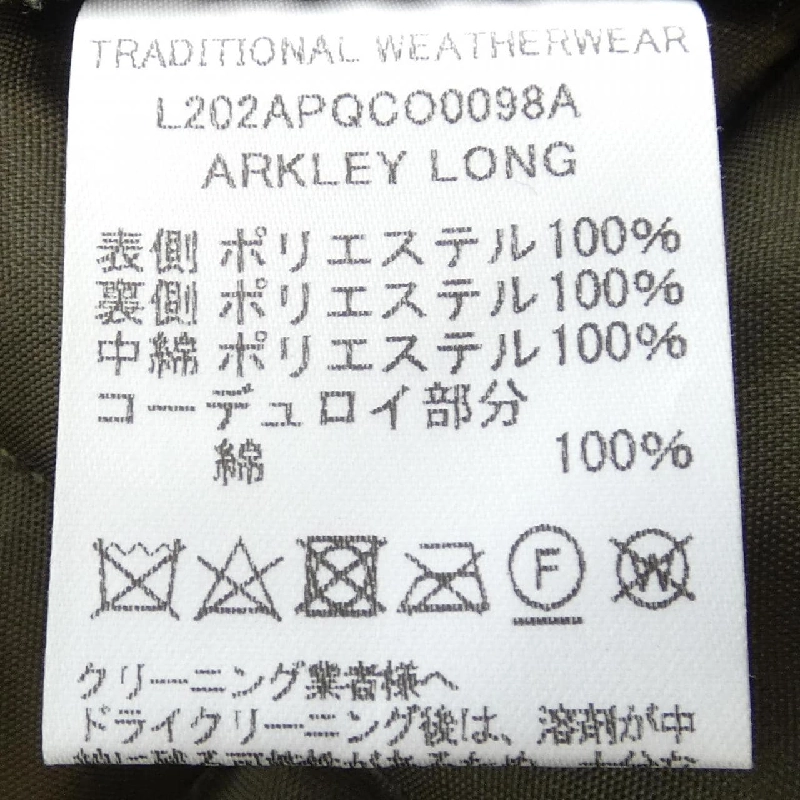 TRADITIONAL WEATHERWEAR
L202APQCO0098A
ARKLEY LONG
表側 ポリエステル100%
裏側 ポリエステル100%
中綿 ポリエステル100%
コーデュロイ部分
綿 100%
F
W
クリーニング業者様へ
ドライクリーニング後は、溶剤が中